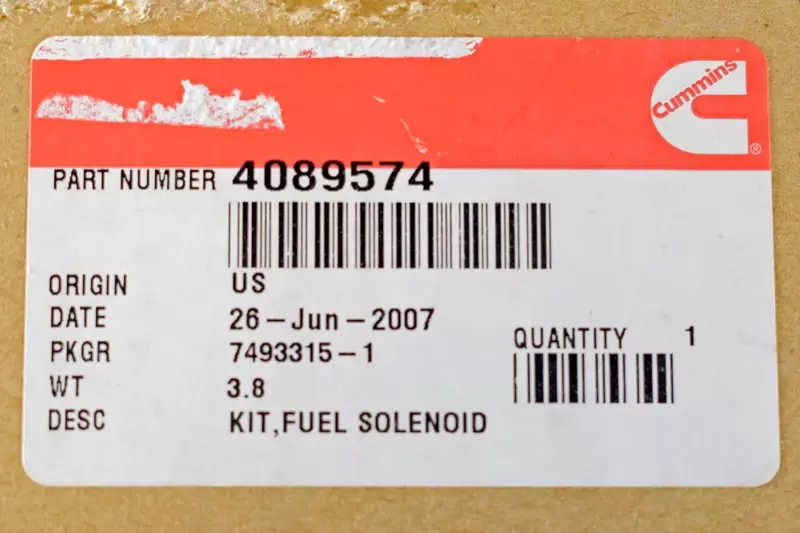 Cummins
®
PART NUMBER 4089574
ORIGIN US
DATE 26-Jun-2007
PKGR 7493315-1
QUANTITY 1
WT 3.8
DESC KIT,FUEL SOLENOID